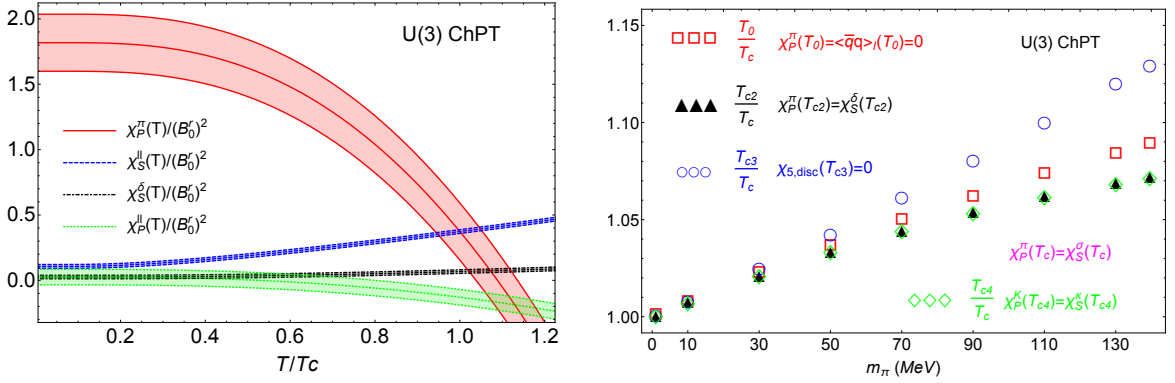 U(3) ChPT
2.0
1.5
1.0
0.5
0.0
χ_P^π(T)/(B_0^r)^2
χ_S^ll(T)/(B_0^r)^2
χ_S^δ(T)/(B_0^r)^2
χ_P^ll(T)/(B_0^r)^2
0.2 0.4 0.6 0.8 1.0 1.2
T/Tc
1.15
1.10
1.05
1.00
T_0/T_c χ_P^π(T_0)=<q̄q>_l(T_0)=0
U(3) ChPT
T_c2/T_c χ_P^π(T_c2)=χ_S^δ(T_c2)
T_c3/T_c χ_5,disc(T_c3)=0
χ_P^π(T_c)=χ_S^σ(T_c)
T_c4/T_c χ_P^K(T_c4)=χ_S^κ(T_c4)
0 10 30 50 70 90 110 130
m_π (MeV)